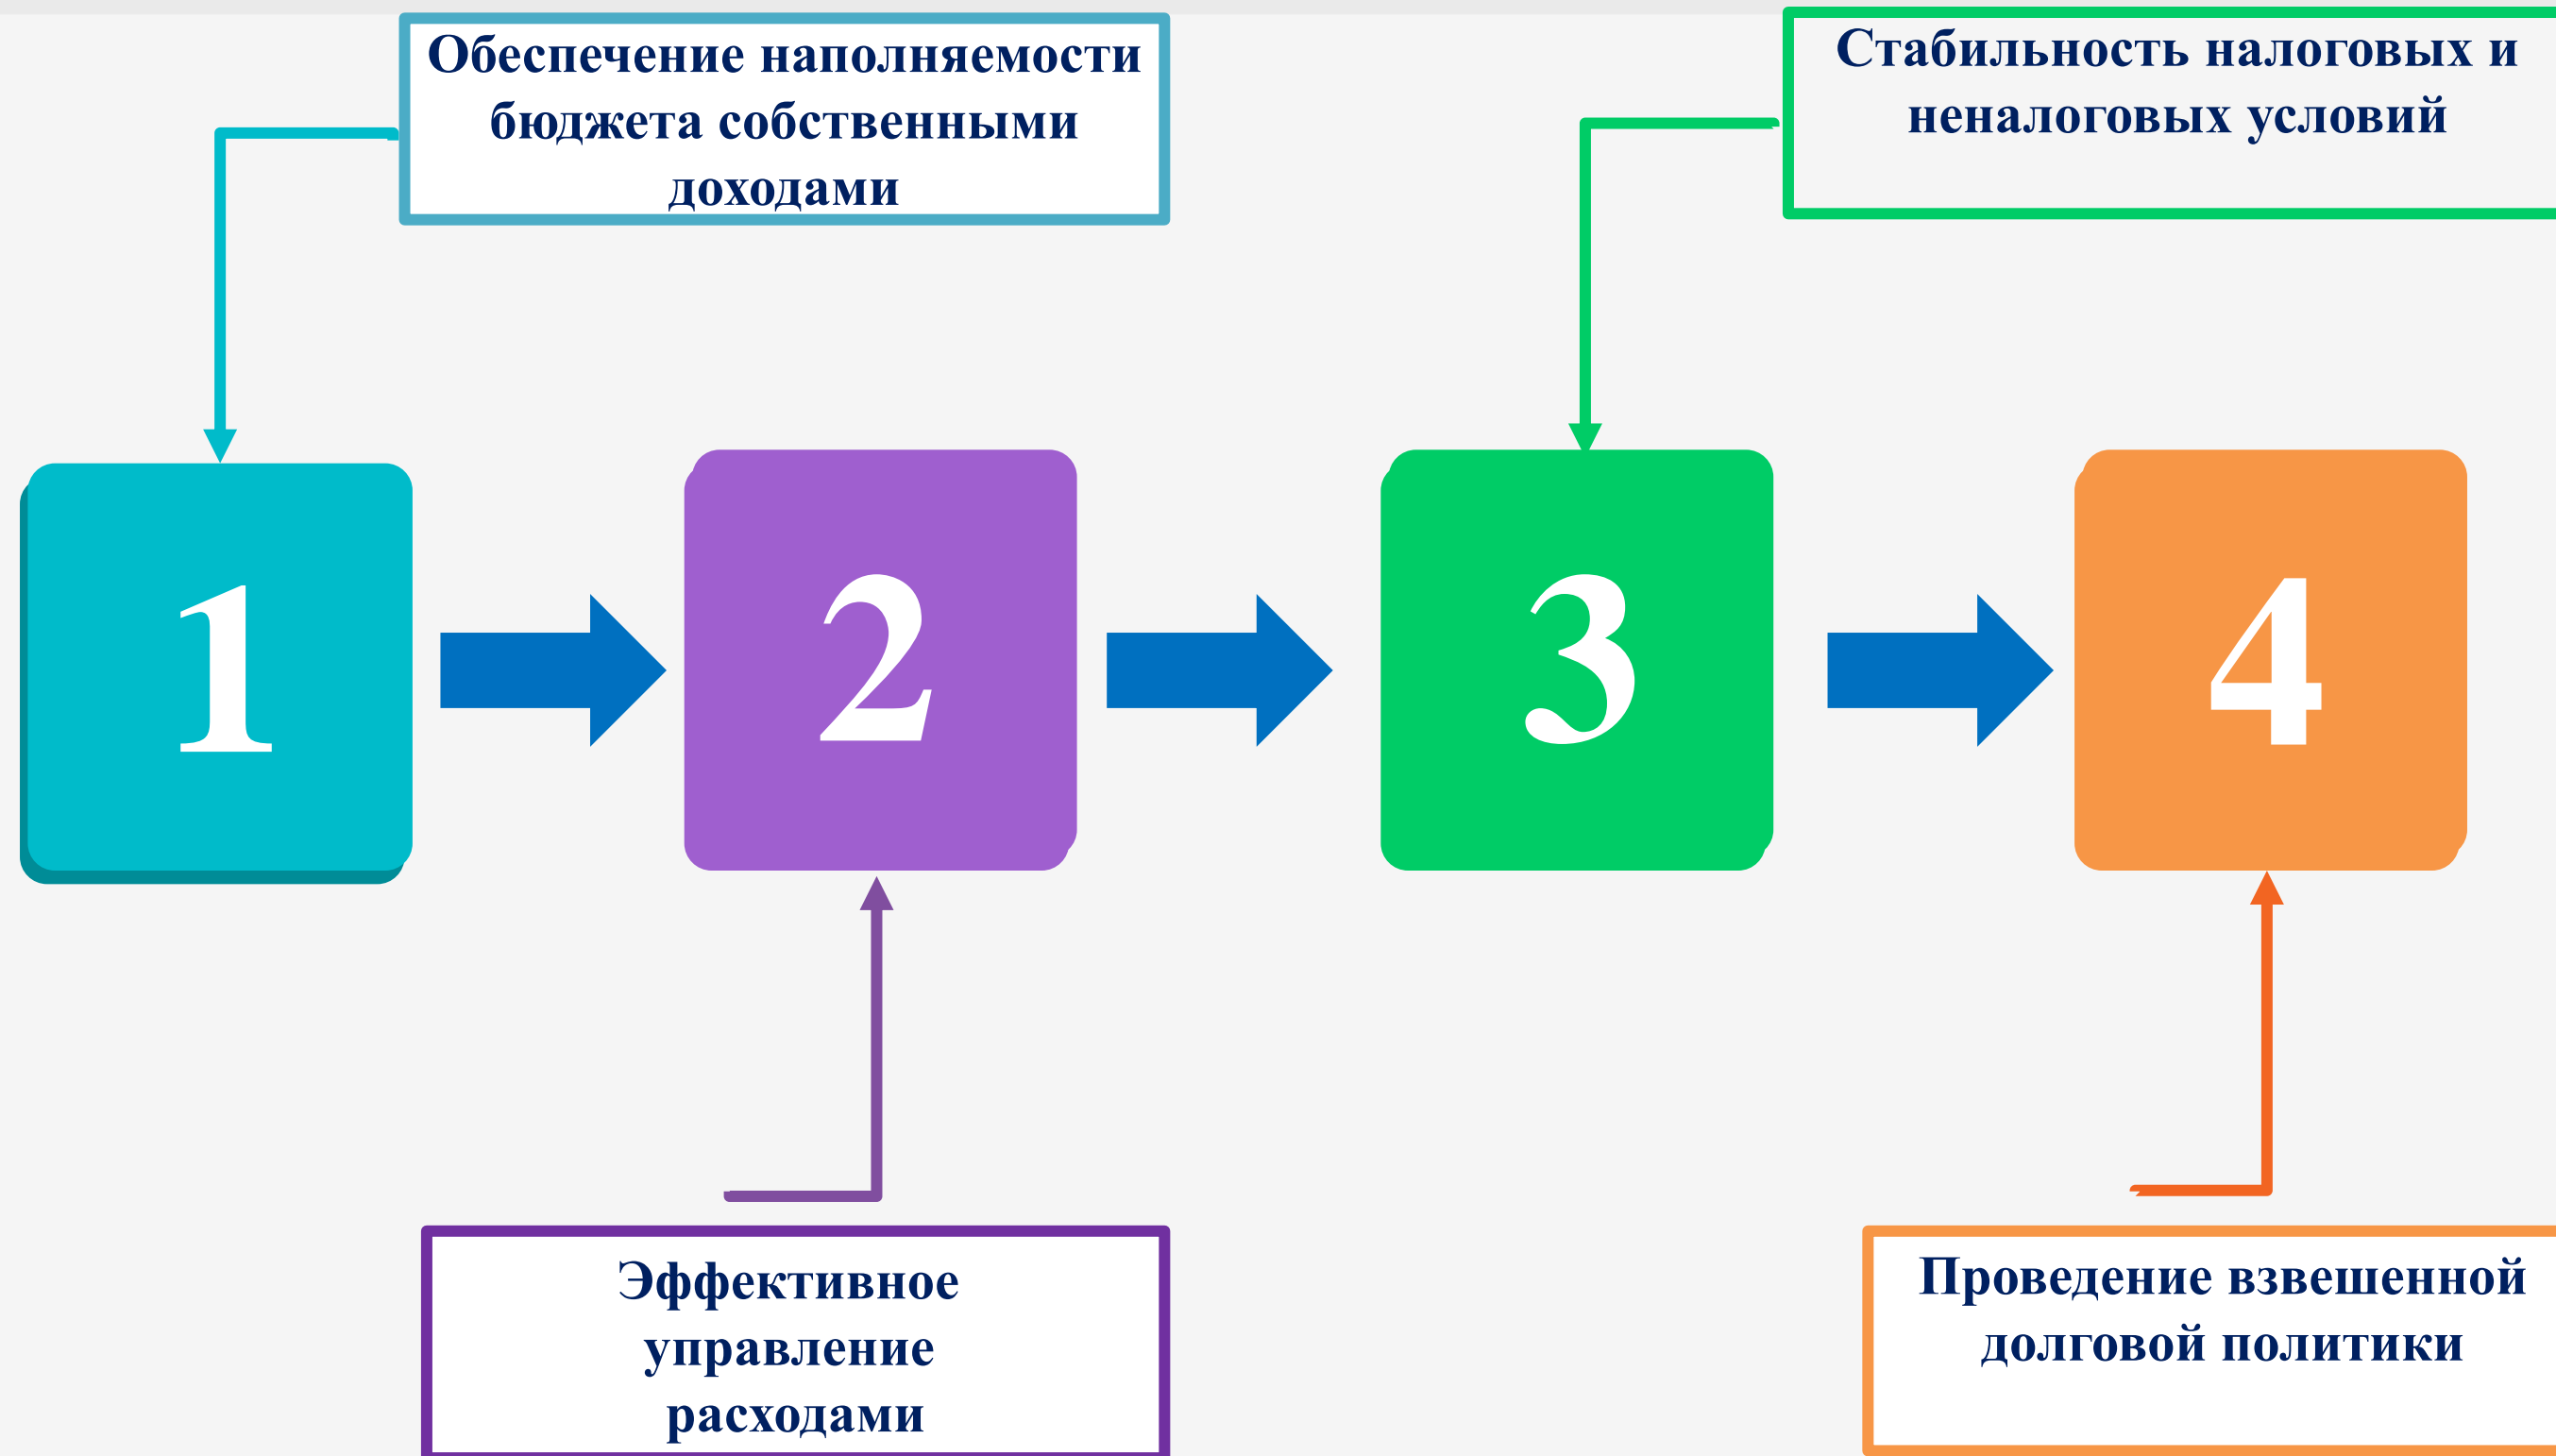 Обеспечение наполняемости
бюджета собственными
доходами
Стабильность налоговых и
неналоговых условий
1
2
3
4
Эффективное
управление
расходами
Проведение взвешенной
долговой политики